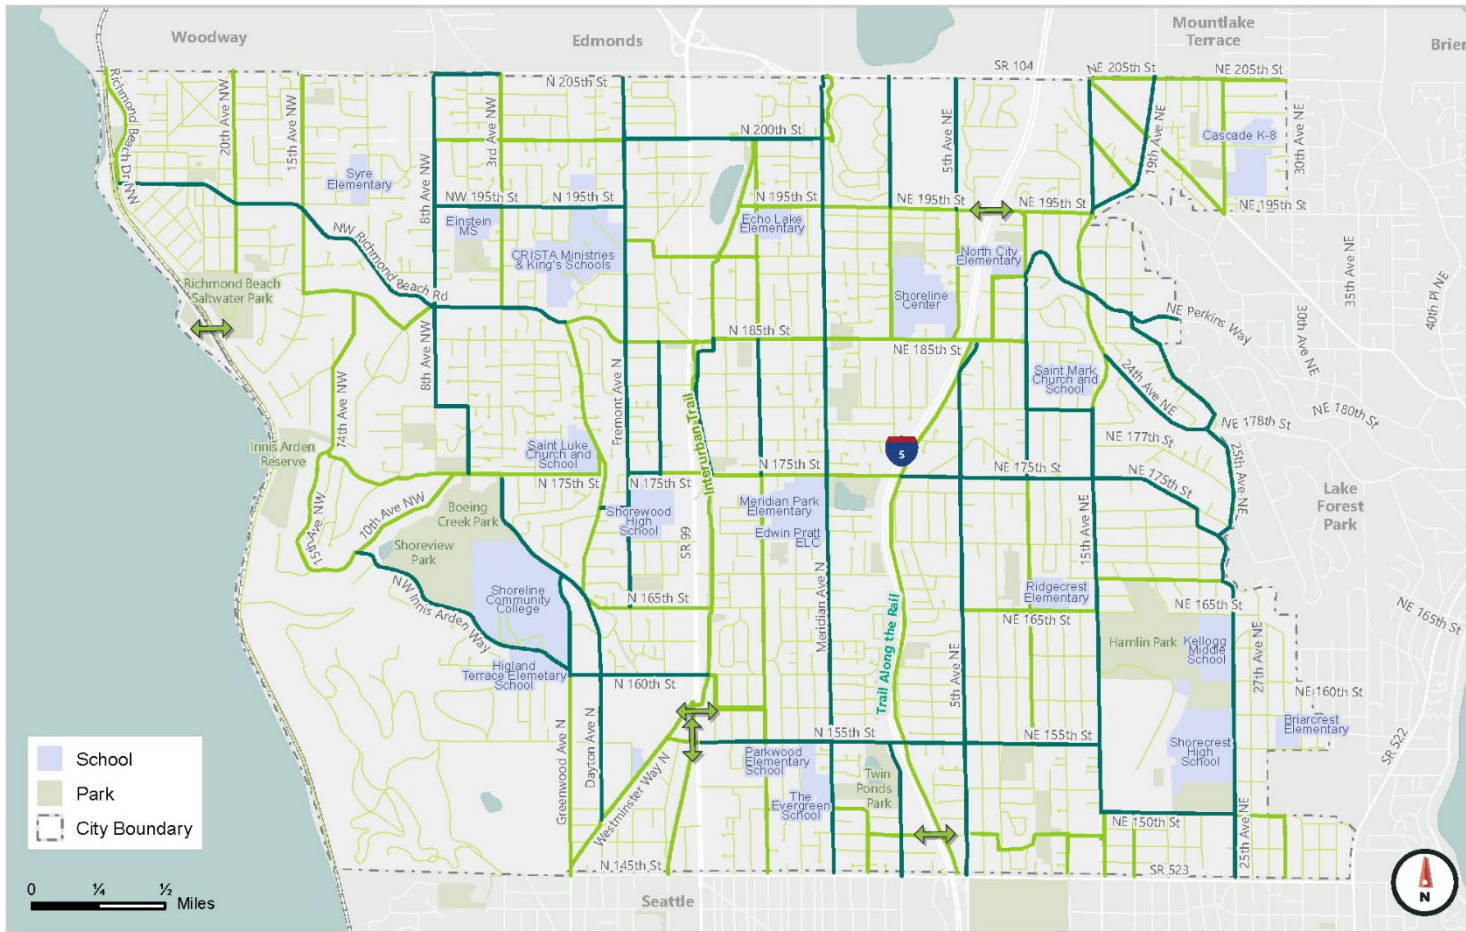 Woodway
Edmonds
Mountlake
Terrace
Brier
SR 104
NE 205th St
NE 205th St
N 205th St
Richmond Beach Dr NW
20th Ave NW
15th Ave NW
8th Ave NW
3rd Ave NW
N 200th St
5th Ave NE
19th Ave NE
Cascade K-8
30th Ave NE
Syre
Elementary
NW 195th St
N 195th St
N 195th St
NE 195th St
NE 195th St
NE 195th St
Einstein
MS
Echo Lake
Elementary
CRISTA Ministries
& King's Schools
North City
Elementary
NW Richmond Beach Rd
Richmond Beach
Saltwater Park
Shoreline
Center
35th Ave NE
40th Pl NE
NE Perkins Way
30th Ave NE
N 185th St
NE 185th St
8th Ave NW
14th Ave NW
Fremont Ave N
Interurban Trail
Saint Mark
Church and
School
24th Ave NE
NE 180th St
NE 178th St
Innis Arden
Reserve
Saint Luke
Church and
School
5
NE 177th St
25th Ave NE
N 175th St
N 175th St
N 175th St
NE 175th St
NE 175th St
15th Ave NW
10th Ave NW
Boeing
Creek Park
Shoreview
Park
Shorewood
High
School
SR 99
Meridian Park
Elementary
Edwin Pratt
ELC
15th Ave NE
Lake
Forest
Park
Shoreline
Community
College
NW Innis Arden Way
N 165th St
Meridian Ave N
Ridgecrest
Elementary
NE 165th St
NE 165th St
NE 165th St
Hamlin Park
Kellogg
Middle
School
Trail Along the Rail
5th Ave NE
27th Ave NE
Higland
Terrace Elemetary
School
N 160th St
NE 160th St
Greenwood Ave N
Dayton Ave N
Westminster Way N
N 155th St
NE 155th St
Briarcrest
Elementary
Shorecrest
High
School
SR 522
Parkwood
Elementary
School
Twin
Ponds
Park
The
Evergreen
School
NE 150th St
25th Ave NE
N 145th St
SR 523
Seattle
School
Park
City Boundary
0 ¼ ½
Miles
N